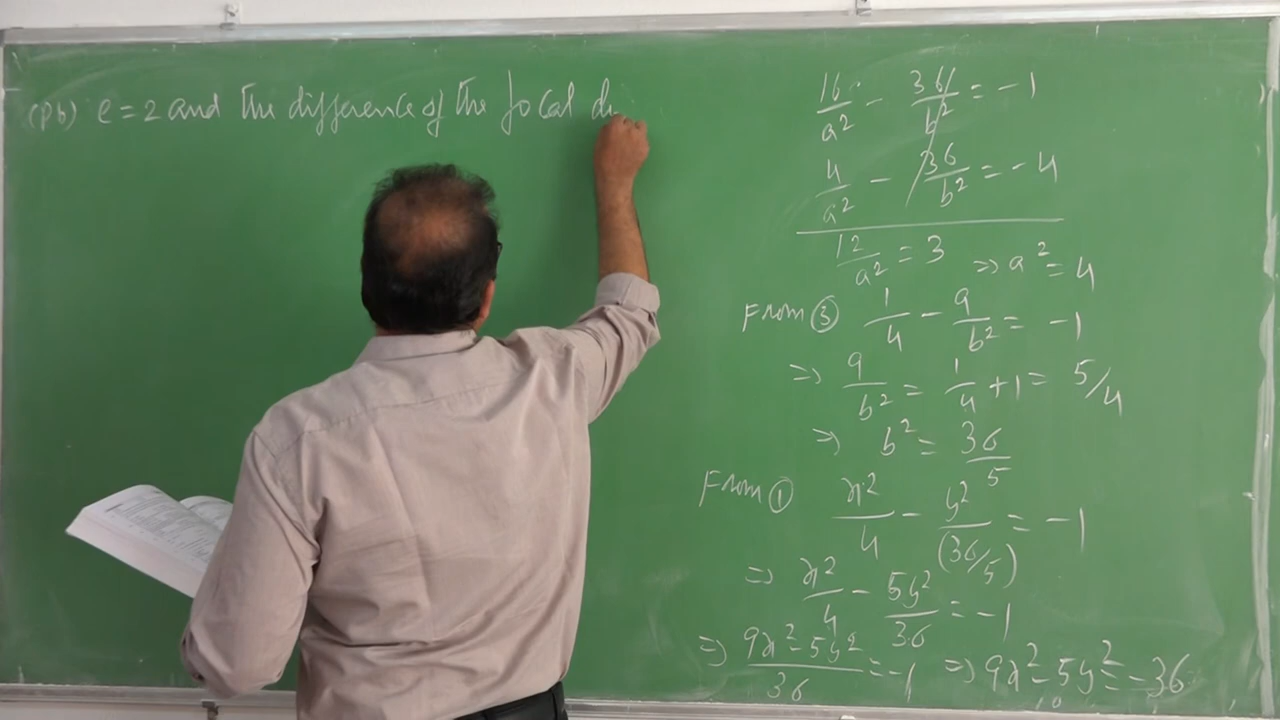 (Pb) e = 2 and the difference of the focal di
16/a² - 36/b² = -1
4/a² - 36/b² = -4
12/a² = 3 ⇒ a² = 4
From ③ 1/4 - 9/b² = -1
⇒ 9/b² = 1/4 + 1 = 5/4
⇒ b² = 36/5
From ① x²/4 - y²/(36/5) = -1
⇒ x²/4 - 5y²/36 = -1
⇒ 9x² - 5y²/36 = -1 ⇒ 9x² - 5y² = -36